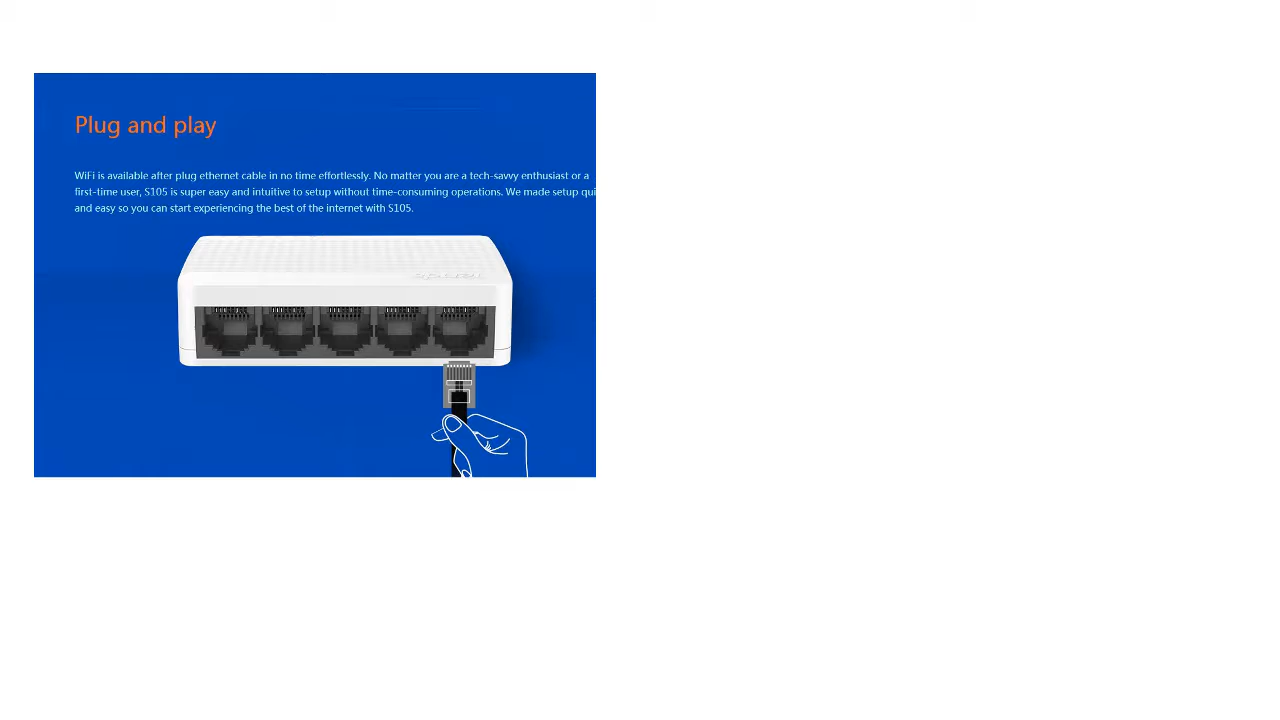 Plug and play
WiFi is available after plug ethernet cable in no time effortlessly. No matter you are a tech-savvy enthusiast or a
first-time user, S105 is super easy and intuitive to setup without time-consuming operations. We made setup qui
and easy so you can start experiencing the best of the internet with S105.